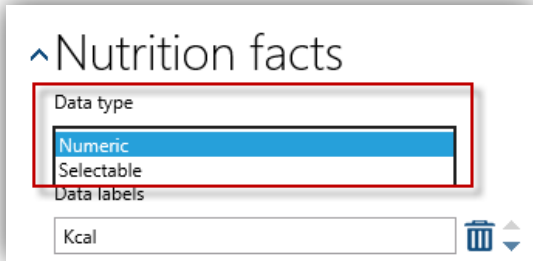 Nutrition facts
Data type
Numeric
Selectable
Data labels
Kcal